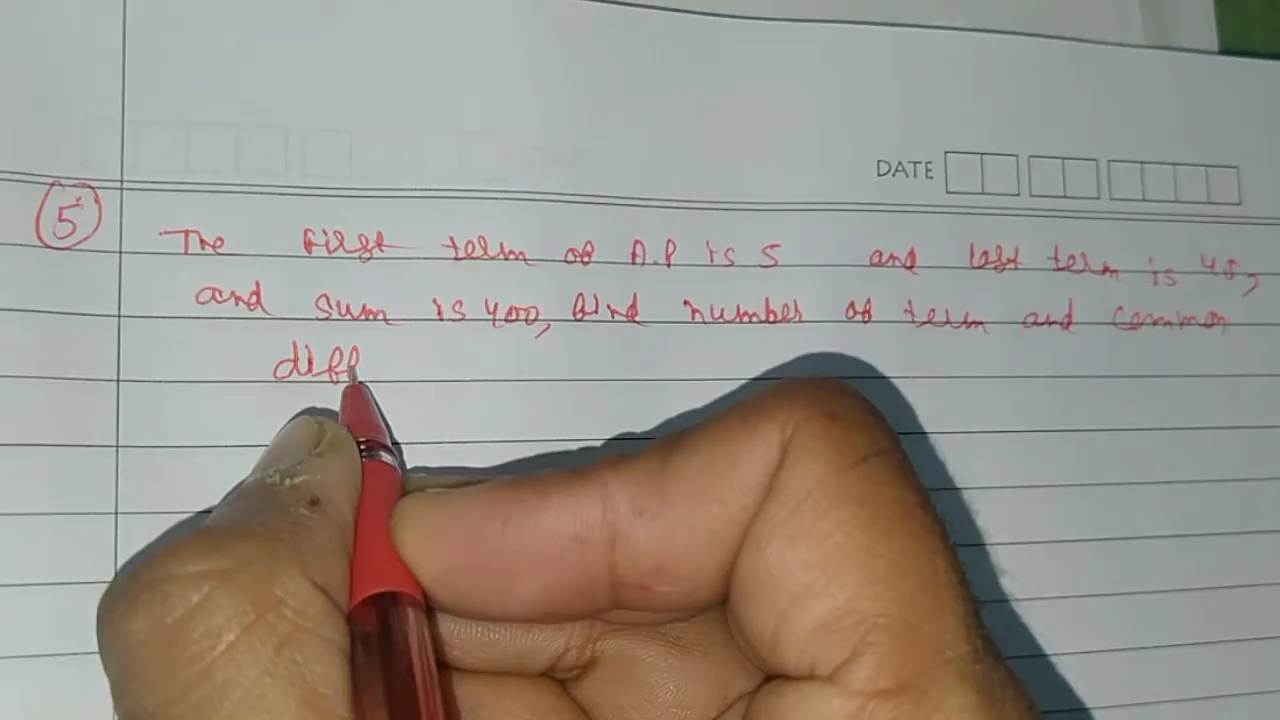 DATE
5
The first term of A.P is 5 and last term is 45,
and sum is 400, find number of term and common
diff